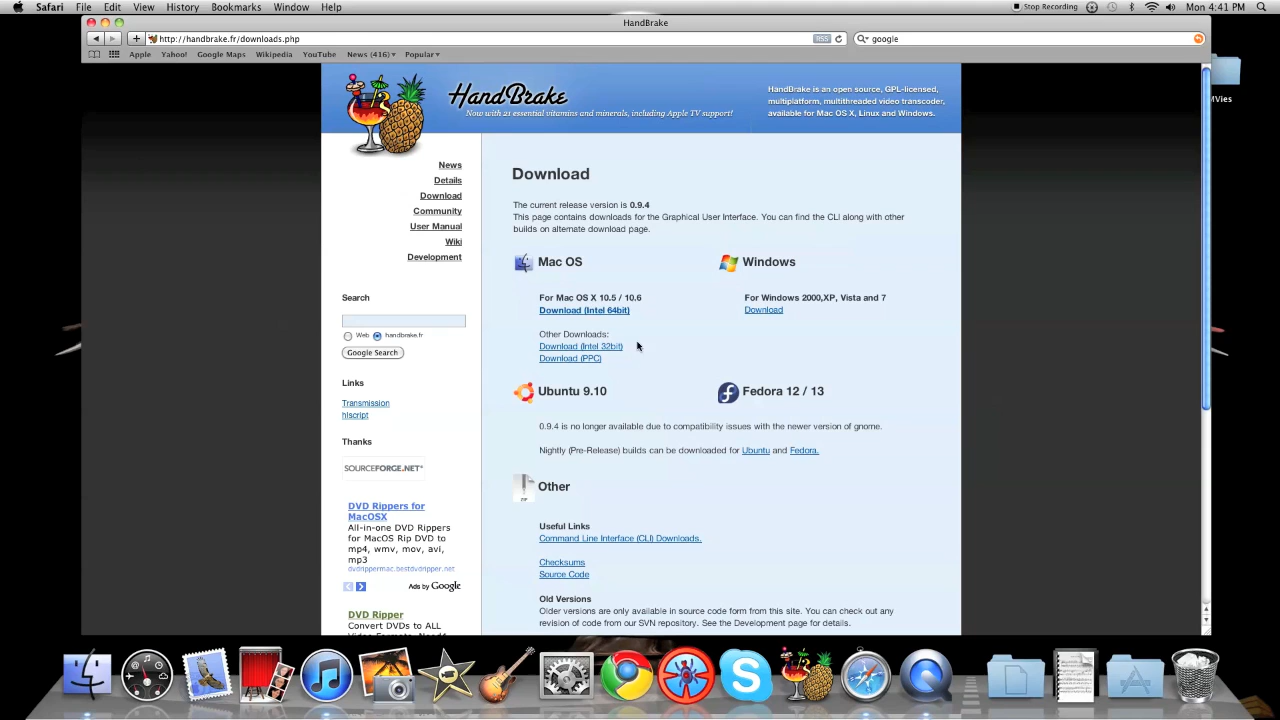 Safari File Edit View History Bookmarks Window Help
Stop Recording
Mon 4:41 PM
HandBrake
http://handbrake.fr/downloads.php
RSS
google
Apple Yahoo! Google Maps Wikipedia YouTube News (416) Popular
HandBrake
Now with 21 essential vitamins and minerals, including Apple TV support!
HandBrake is an open source, GPL-licensed,
multiplatform, multithreaded video transcoder,
available for Mac OS X, Linux and Windows.
News
Details
Download
Community
User Manual
Wiki
Development
Search
Web handbrake.fr
Google Search
Links
Transmission
hlscript
Thanks
SOURCEFORGE.NET®
DVD Rippers for
MacOSX
All-in-one DVD Rippers
for MacOS Rip DVD to
mp4, wmv, mov, avi,
mp3
dvdrippermac.bestdvdripper.net
Ads by Google
DVD Ripper
Convert DVDs to ALL
Download
The current release version is 0.9.4
This page contains downloads for the Graphical User Interface. You can find the CLI along with other
builds on alternate download page.
Mac OS
For Mac OS X 10.5 / 10.6
Download (Intel 64bit)
Other Downloads:
Download (Intel 32bit)
Download (PPC)
Windows
For Windows 2000,XP, Vista and 7
Download
Ubuntu 9.10
Fedora 12 / 13
0.9.4 is no longer available due to compatibility issues with the newer version of gnome.
Nightly (Pre-Release) builds can be downloaded for Ubuntu and Fedora.
ZIP
Other
Useful Links
Command Line Interface (CLI) Downloads.
Checksums
Source Code
Old Versions
Older versions are only available in source code form from this site. You can check out any
revision of code from our SVN repository. See the Development page for details.